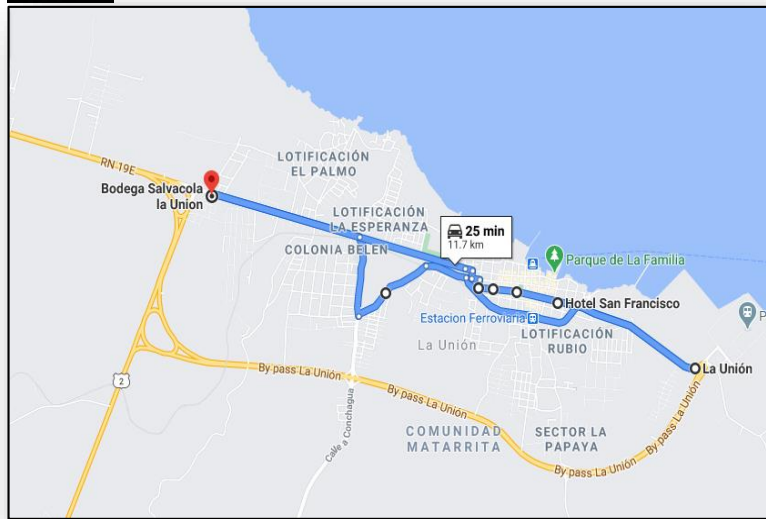 RN 19E
Bodega Salvacola
la Union
LOTIFICACIÓN
EL PALMO
LOTIFICACIÓN
LA ESPERANZA
COLONIA BELEN
25 min
11.7 km
Parque de La Familia
Hotel San Francisco
Estacion Ferroviaria
LOTIFICACIÓN
RUBIO
La Unión
P
La Unión
2
By pass La Unión
By pass La Unión
By pass La Unión
By pass La Unión
Calle a Conchagua
COMUNIDAD
MATARRITA
SECTOR LA
PAPAYA